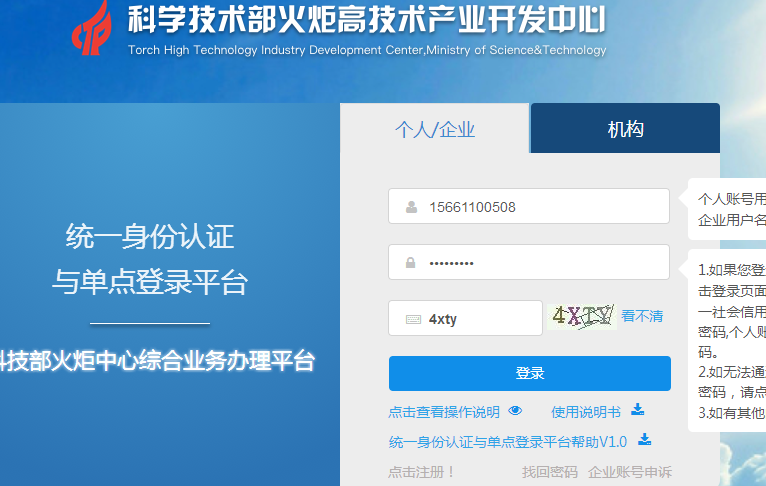 科学技术部火炬高技术产业开发中心
Torch High Technology Industry Development Center,Ministry of Science&Technology
个人/企业
机构
统一身份认证
与单点登录平台
科技部火炬中心综合业务办理平台
15661100508
•••••••••
4xty
4XTY
看不清
登录
点击查看操作说明
使用说明书
统一身份认证与单点登录平台帮助V1.0
点击注册！
找回密码
企业账号申诉
个人账号用
企业用户名
1.如果您登
击登录页面
一社会信用
密码,个人账
码。
2.如无法通
密码，请点
3.如有其他